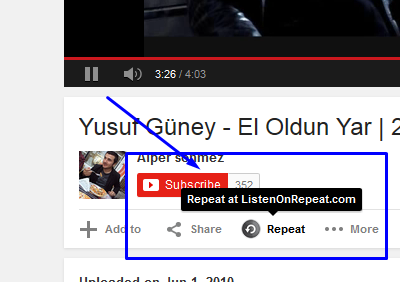 3:26 / 4:03
Yusuf Güney - El Oldun Yar | 2
Alper sölmez
Subscribe 352
Repeat at ListenOnRepeat.com
Add to Share Repeat More
Uploaded on Jun 1, 2010